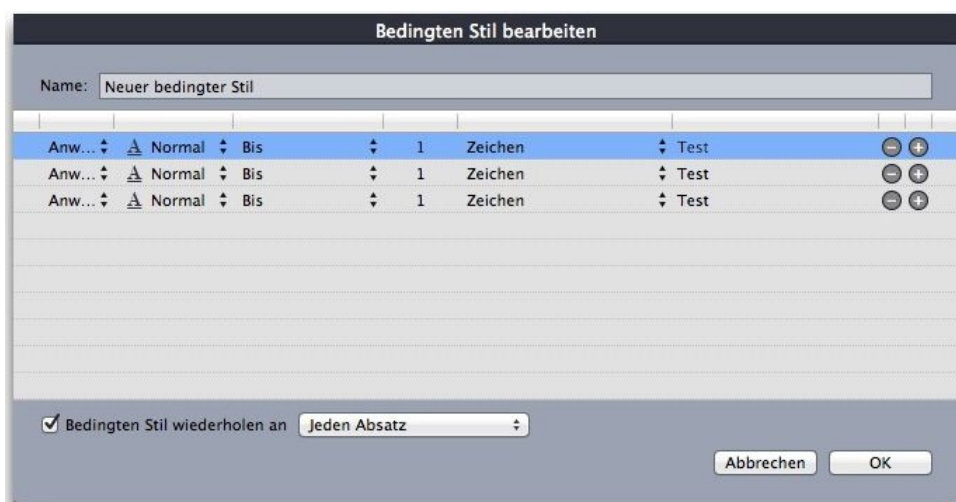 Bedingten Stil bearbeiten
Name: Neuer bedingter Stil
Anw... A Normal Bis 1 Zeichen Test
Anw... A Normal Bis 1 Zeichen Test
Anw... A Normal Bis 1 Zeichen Test
Bedingten Stil wiederholen an Jeden Absatz
Abbrechen OK